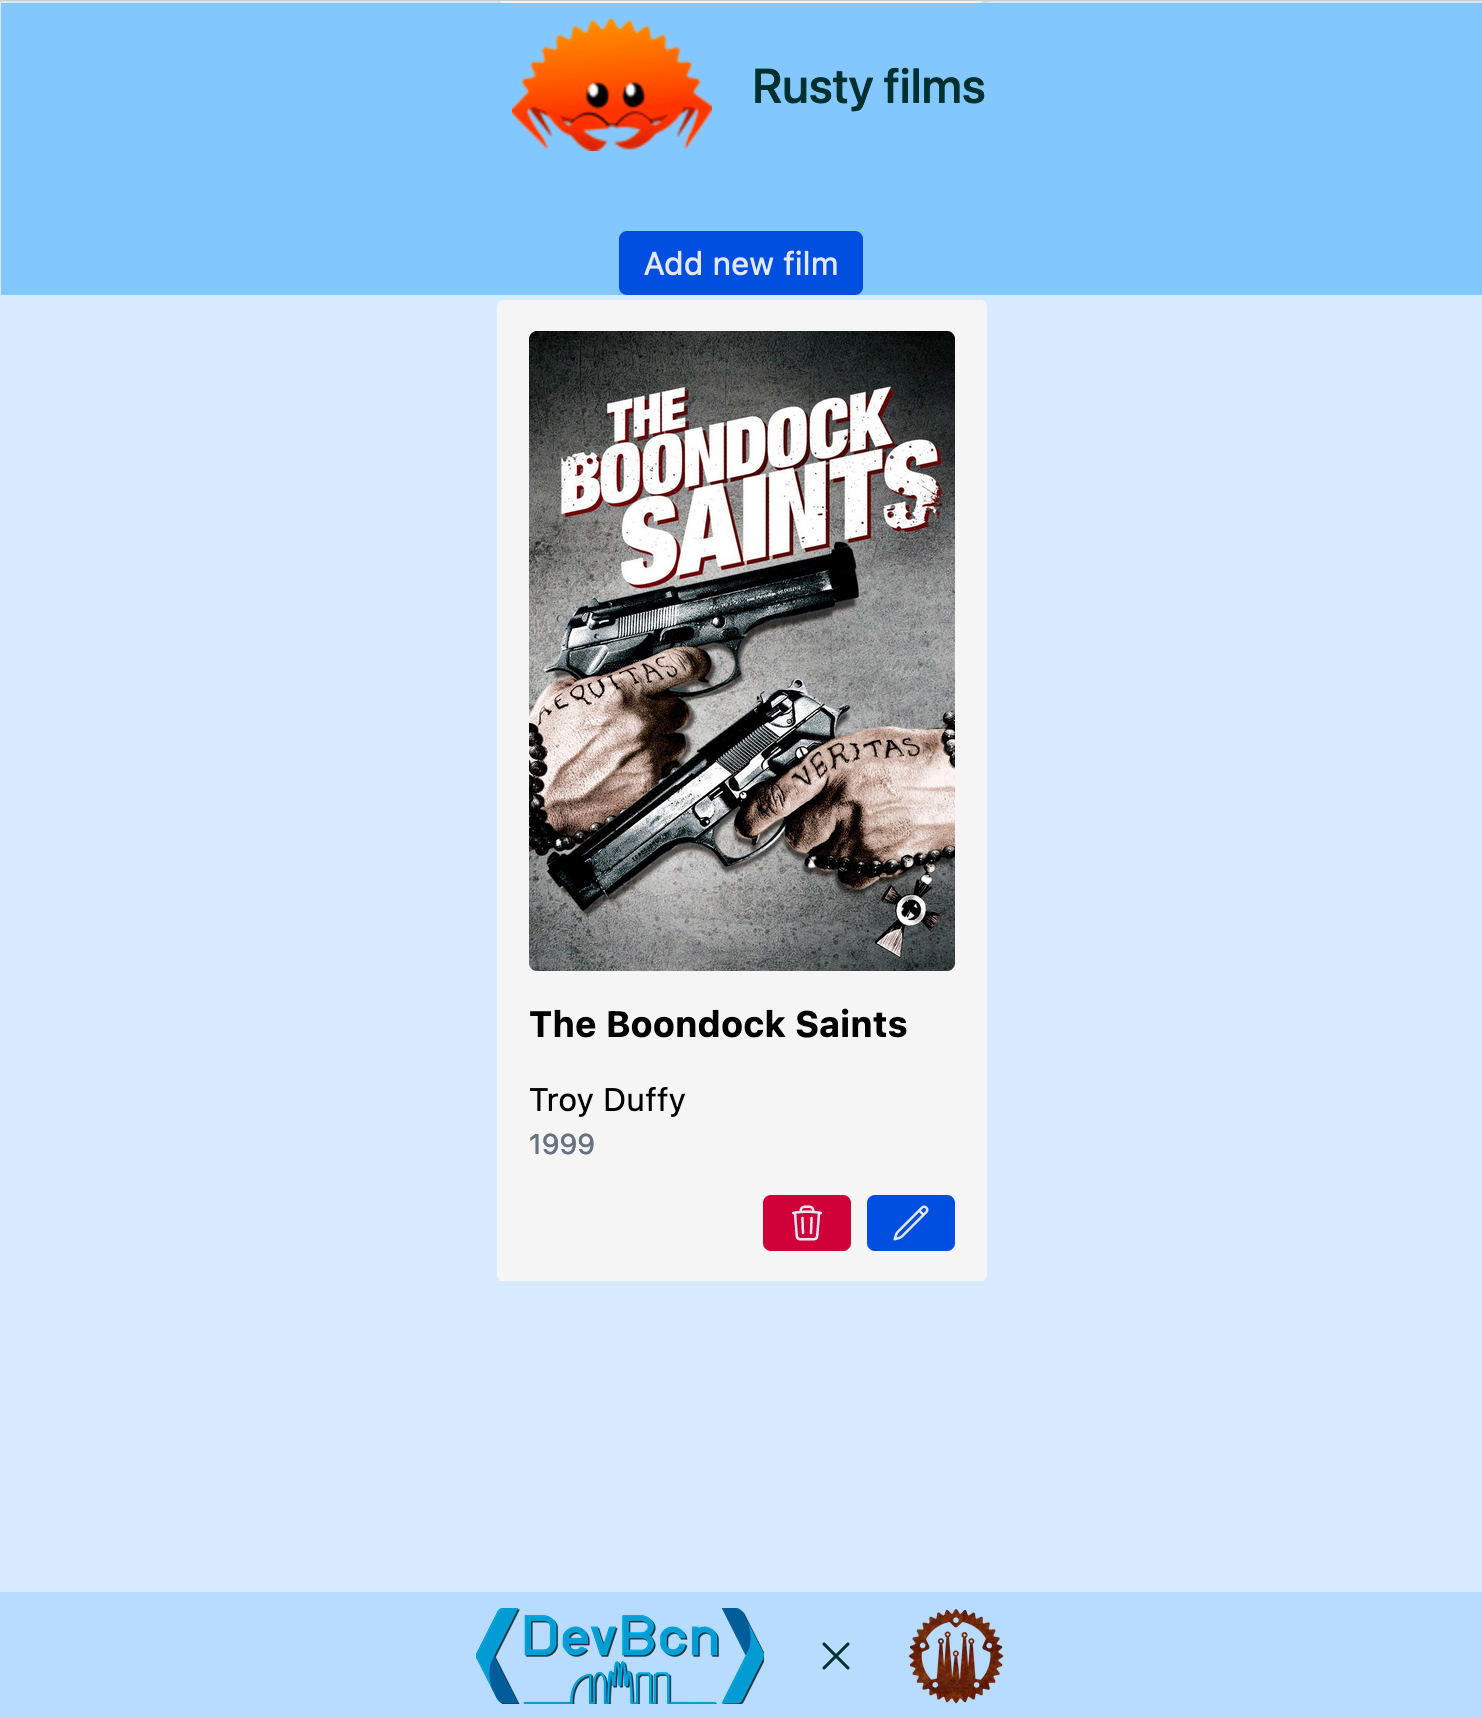 Rusty films
Add new film
THE
BOONDOCK
SAINTS
AEQUITAS
VERITAS
The Boondock Saints
Troy Duffy
1999
DevBcn